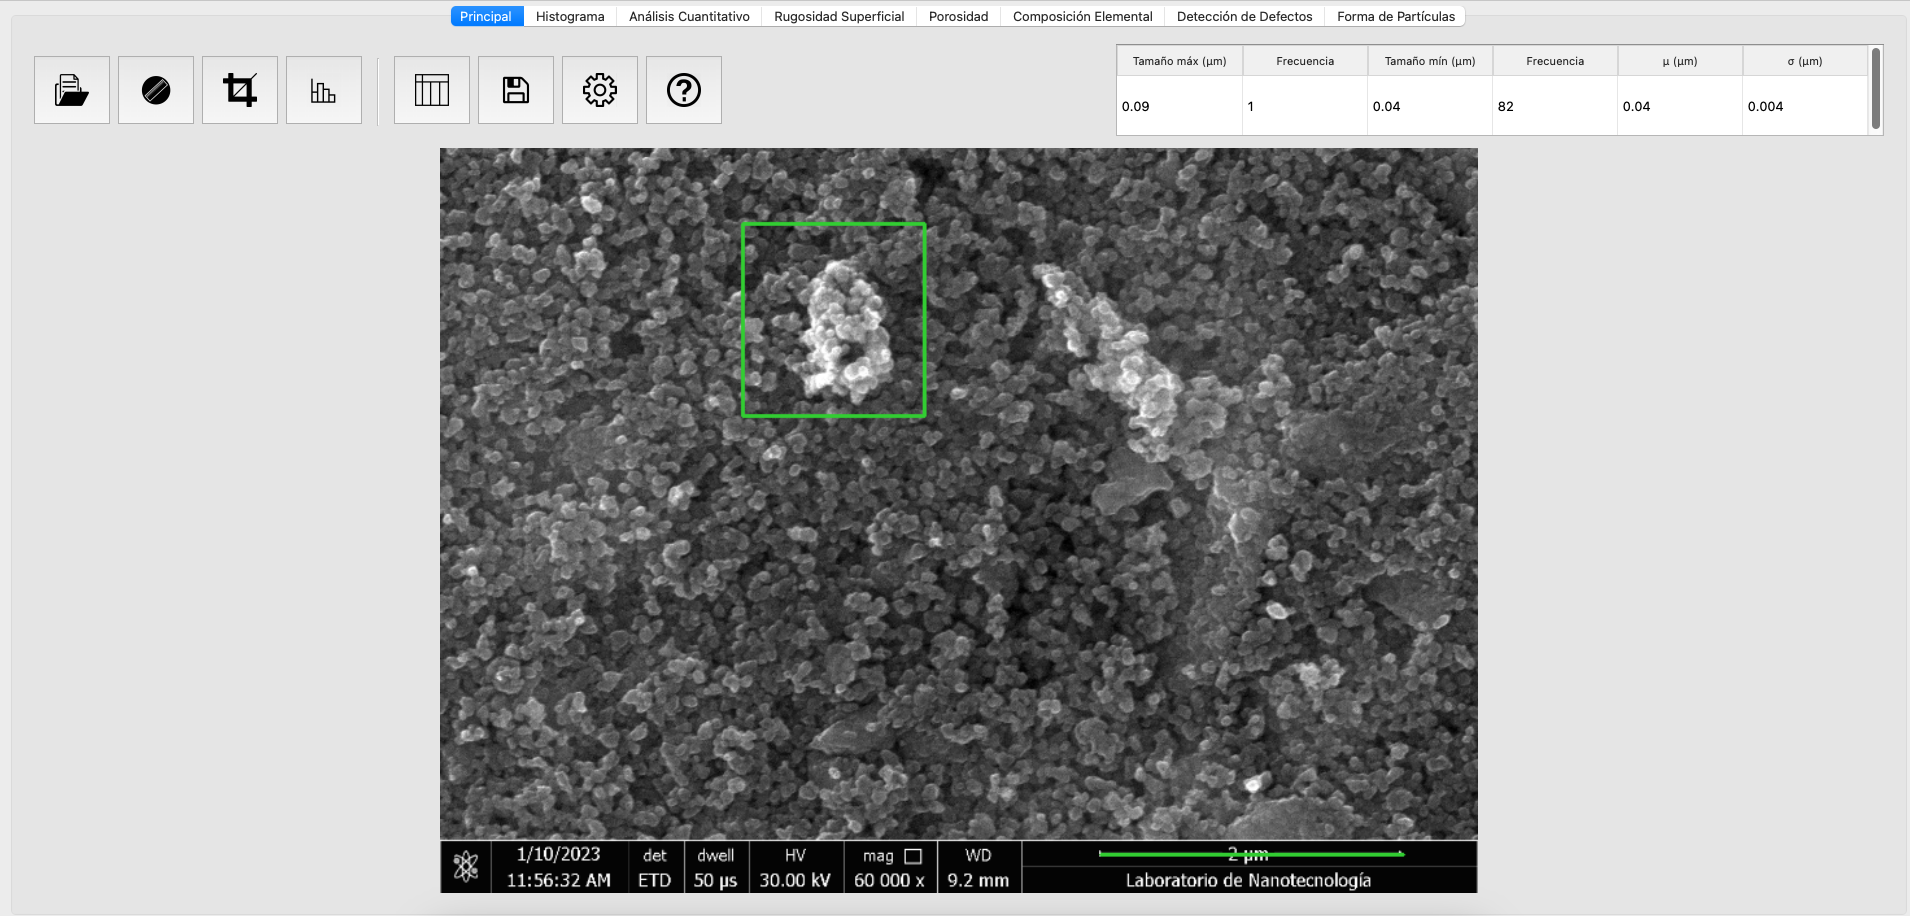 Principal Histograma Análisis Cuantitativo Rugosidad Superficial Porosidad Composición Elemental Detección de Defectos Forma de Partículas
Tamaño máx (μm) Frecuencia Tamaño mín (μm) Frecuencia μ (μm) σ (μm)
0.09 1 0.04 82 0.04 0.004
1/10/2023 det dwell HV mag WD 2 μm
11:56:32 AM ETD 50 μs 30.00 kV 60 000 x 9.2 mm Laboratorio de Nanotecnología